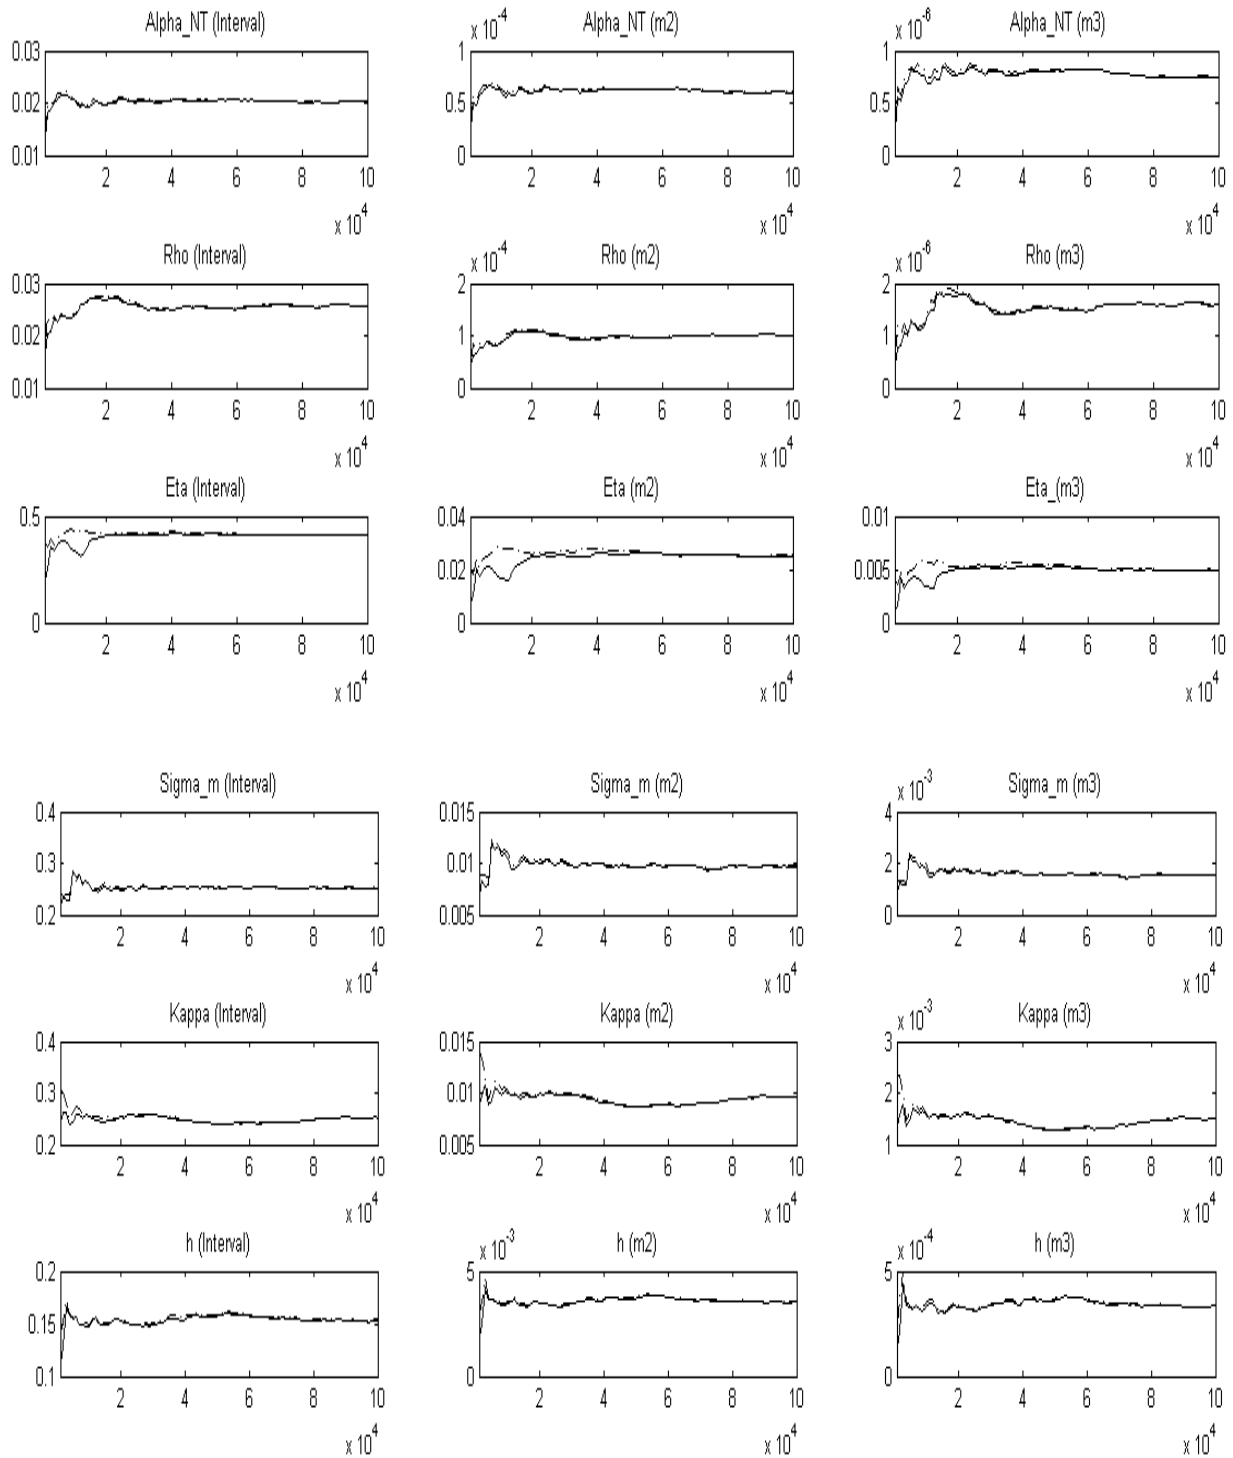 Alpha_NT (Interval)
0.03
0.02
0.01
2 4 6 8 10
x 10^4
Alpha_NT (m2)
x 10^-4
1
0.5
0
2 4 6 8 10
x 10^4
Alpha_NT (m3)
x 10^-6
1
0.5
0
2 4 6 8 10
x 10^4
Rho (Interval)
0.03
0.02
0.01
2 4 6 8 10
x 10^4
Rho (m2)
x 10^-4
2
1
0
2 4 6 8 10
x 10^4
Rho (m3)
x 10^-6
2
1
0
2 4 6 8 10
x 10^4
Eta (Interval)
0.5
0
2 4 6 8 10
x 10^4
Eta (m2)
0.04
0.02
0
2 4 6 8 10
x 10^4
Eta_(m3)
0.01
0.005
0
2 4 6 8 10
x 10^4
Sigma_m (Interval)
0.4
0.3
0.2
2 4 6 8 10
x 10^4
Sigma_m (m2)
0.015
0.01
0.005
2 4 6 8 10
x 10^4
Sigma_m (m3)
x 10^-3
4
2
0
2 4 6 8 10
x 10^4
Kappa (Interval)
0.4
0.3
0.2
2 4 6 8 10
x 10^4
Kappa (m2)
0.015
0.01
0.005
2 4 6 8 10
x 10^4
Kappa (m3)
x 10^-3
3
2
1
2 4 6 8 10
x 10^4
h (Interval)
0.2
0.15
0.1
2 4 6 8 10
x 10^4
h (m2)
x 10^-3
5
0
2 4 6 8 10
x 10^4
h (m3)
x 10^-4
5
0
2 4 6 8 10
x 10^4